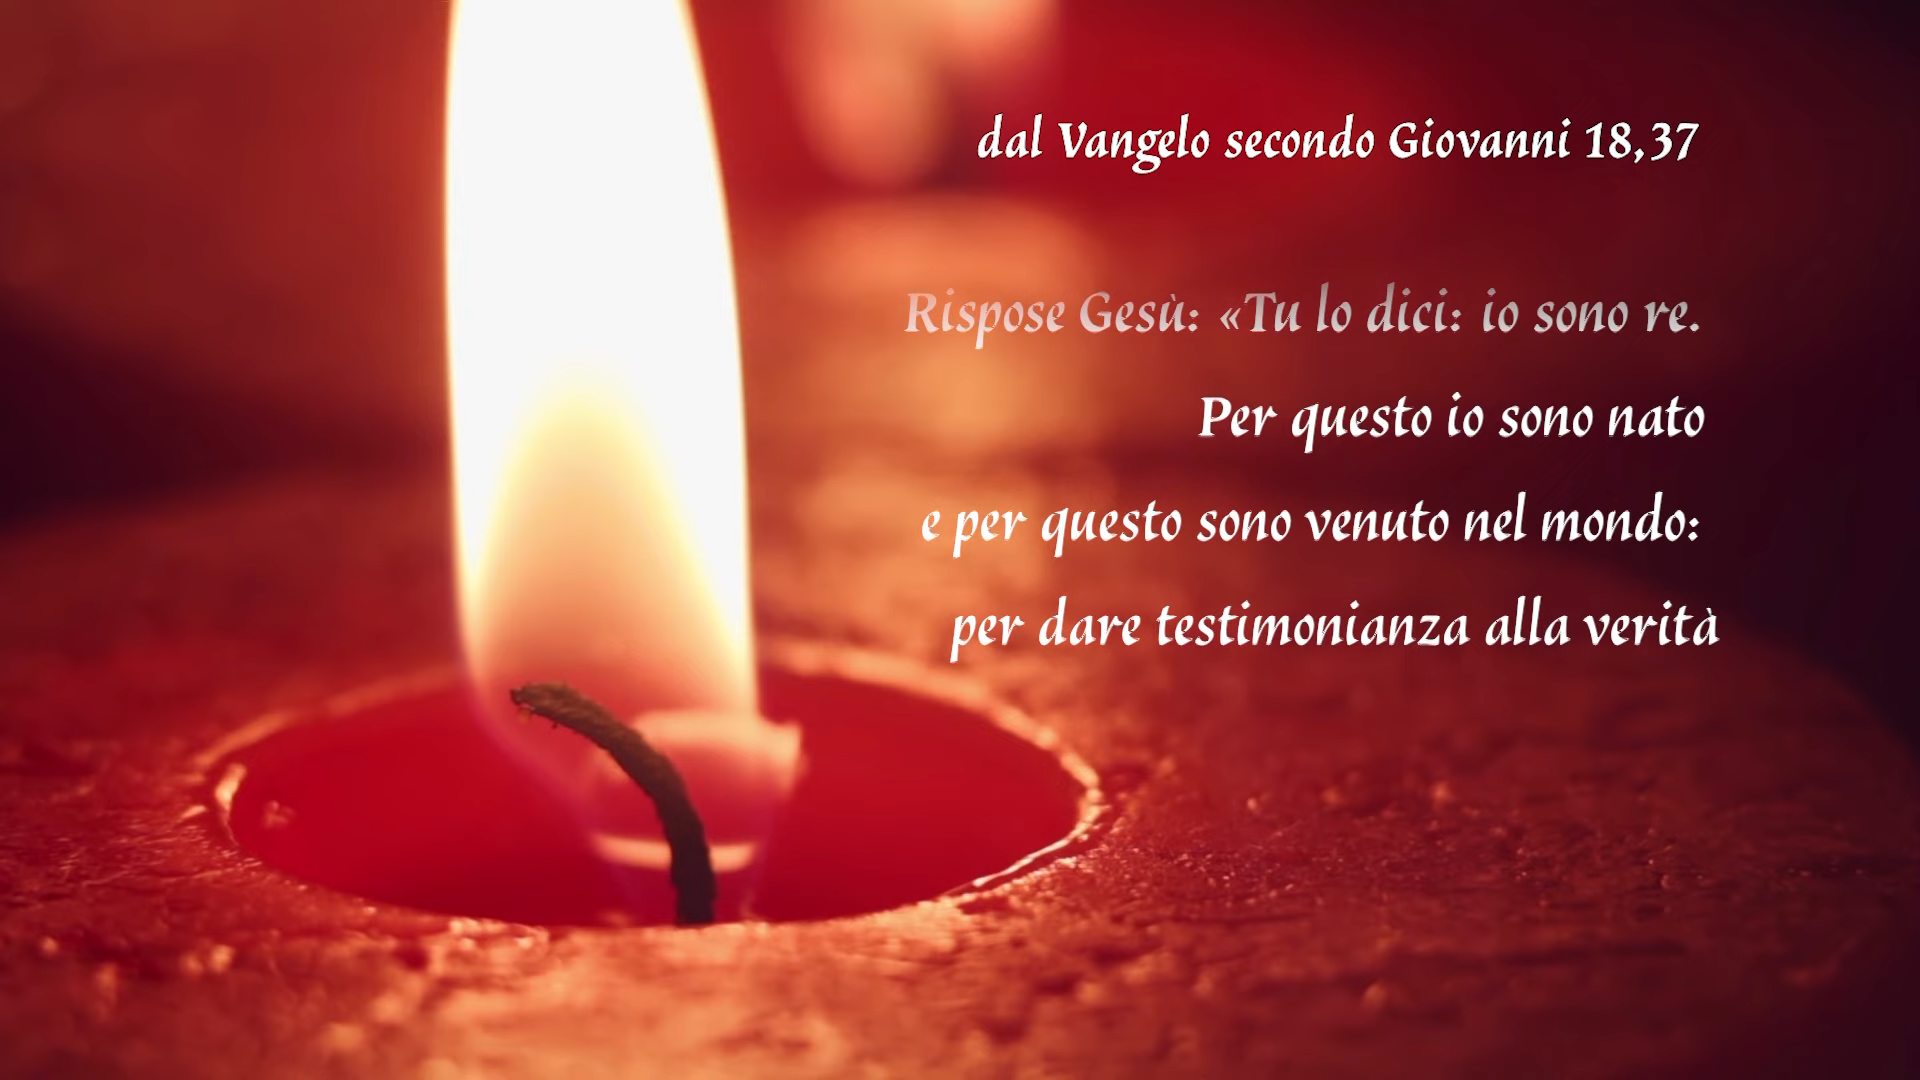 dal Vangelo secondo Giovanni 18,37
Rispose Gesù: «Tu lo dici: io sono re.
Per questo io sono nato
e per questo sono venuto nel mondo:
per dare testimonianza alla verità